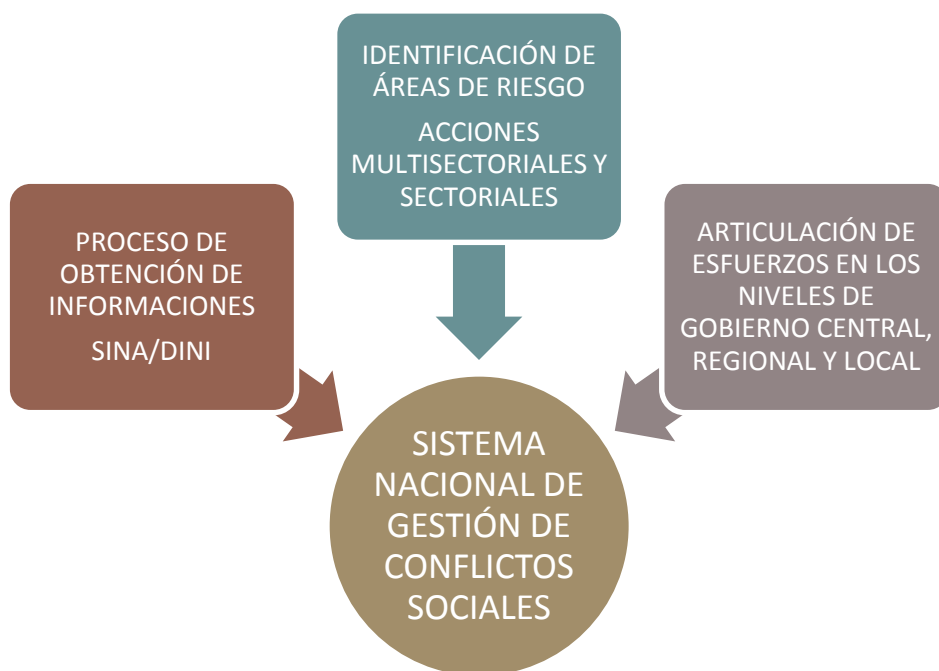 IDENTIFICACIÓN DE
ÁREAS DE RIESGO
ACCIONES
MULTISECTORIALES Y
SECTORIALES
PROCESO DE
OBTENCIÓN DE
INFORMACIONES
SINA/DINI
ARTICULACIÓN DE
ESFUERZOS EN LOS
NIVELES DE
GOBIERNO CENTRAL,
REGIONAL Y LOCAL
SISTEMA
NACIONAL DE
GESTIÓN DE
CONFLICTOS
SOCIALES